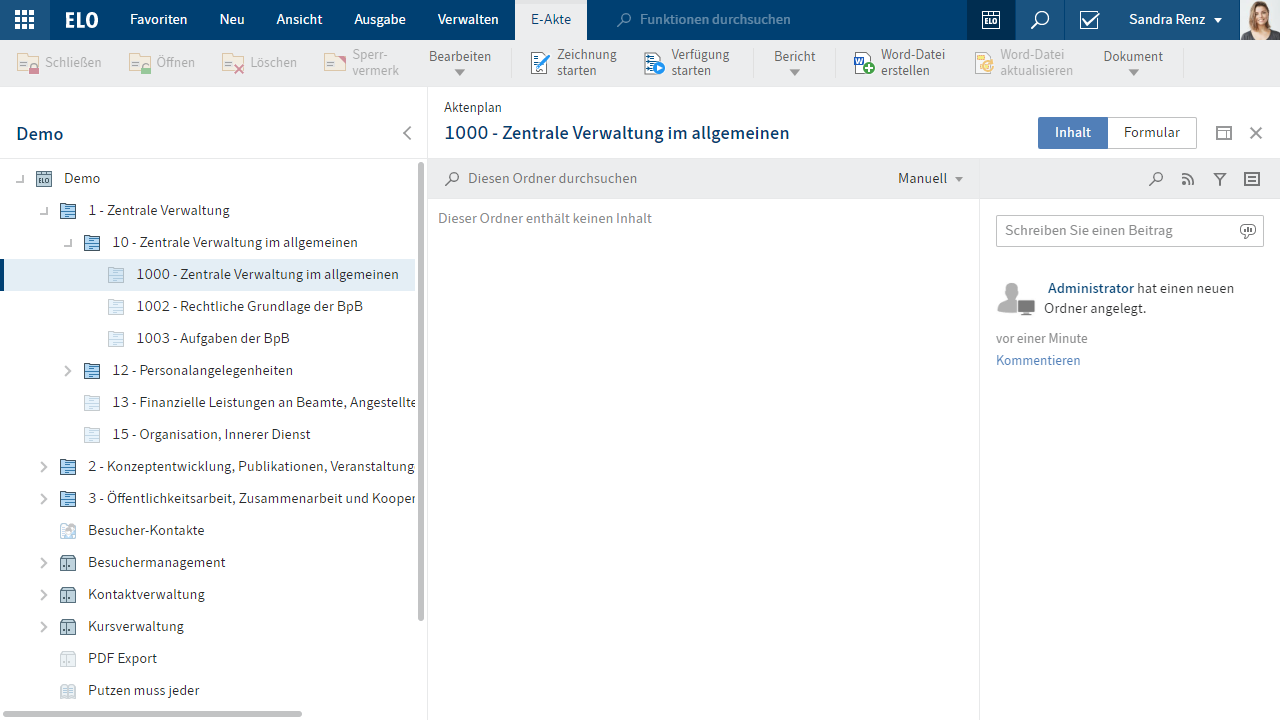 ELO
Favoriten
Neu
Ansicht
Ausgabe
Verwalten
E-Akte
Funktionen durchsuchen
ELO
Sandra Renz
Schließen
Öffnen
Löschen
Sperr-
vermerk
Bearbeiten
Zeichnung
starten
Verfügung
starten
Bericht
Word-Datei
erstellen
Word-Datei
aktualisieren
Dokument
Demo
Aktenplan
1000 - Zentrale Verwaltung im allgemeinen
Inhalt
Formular
ELO
Demo
1 - Zentrale Verwaltung
10 - Zentrale Verwaltung im allgemeinen
1000 - Zentrale Verwaltung im allgemeinen
1002 - Rechtliche Grundlage der BpB
1003 - Aufgaben der BpB
12 - Personalangelegenheiten
13 - Finanzielle Leistungen an Beamte, Angestellte
15 - Organisation, Innerer Dienst
2 - Konzeptentwicklung, Publikationen, Veranstaltung
3 - Öffentlichkeitsarbeit, Zusammenarbeit und Kooper
Besucher-Kontakte
Besuchermanagement
Kontaktverwaltung
Kursverwaltung
PDF Export
Putzen muss jeder
Diesen Ordner durchsuchen
Manuell
Dieser Ordner enthält keinen Inhalt
Schreiben Sie einen Beitrag
Administrator hat einen neuen
Ordner angelegt.
vor einer Minute
Kommentieren